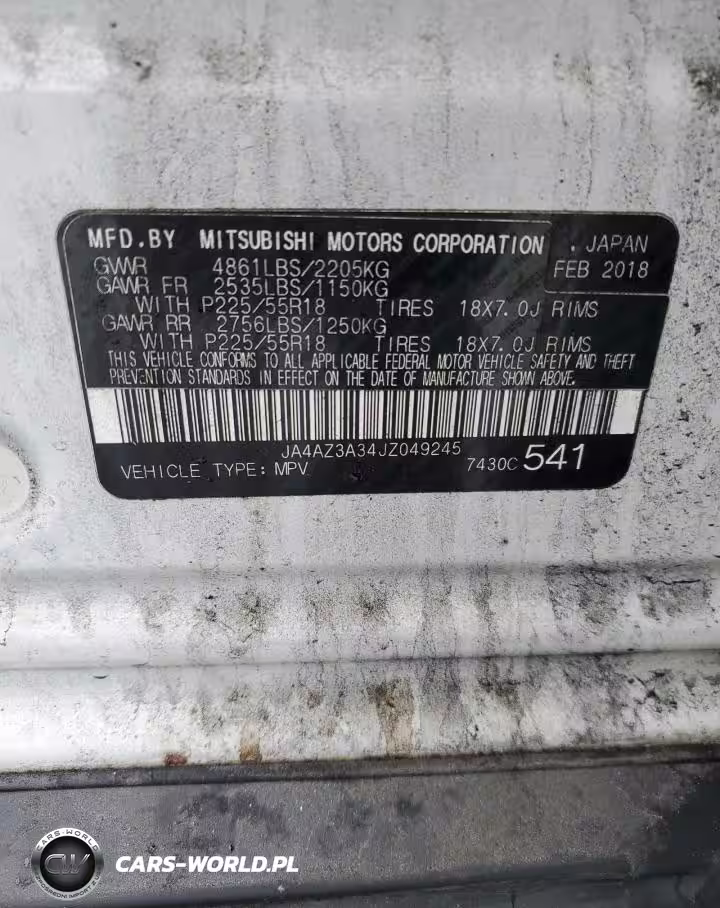 MFD.BY MITSUBISHI MOTORS CORPORATION . JAPAN
GVWR 4861LBS/2205KG FEB 2018
GAWR FR 2535LBS/1150KG
WITH P225/55R18 TIRES 18X7.0J RIMS
GAWR RR 2756LBS/1250KG
WITH P225/55R18 TIRES 18X7.0J RIMS
THIS VEHICLE CONFORMS TO ALL APPLICABLE FEDERAL MOTOR VEHICLE SAFETY AND THEFT
PREVENTION STANDARDS IN EFFECT ON THE DATE OF MANUFACTURE SHOWN ABOVE.
JA4AZ3A34JZ049245
VEHICLE TYPE: MPV 7430C 541
CARS-WORLD
CW
CARS-WORLD.PL